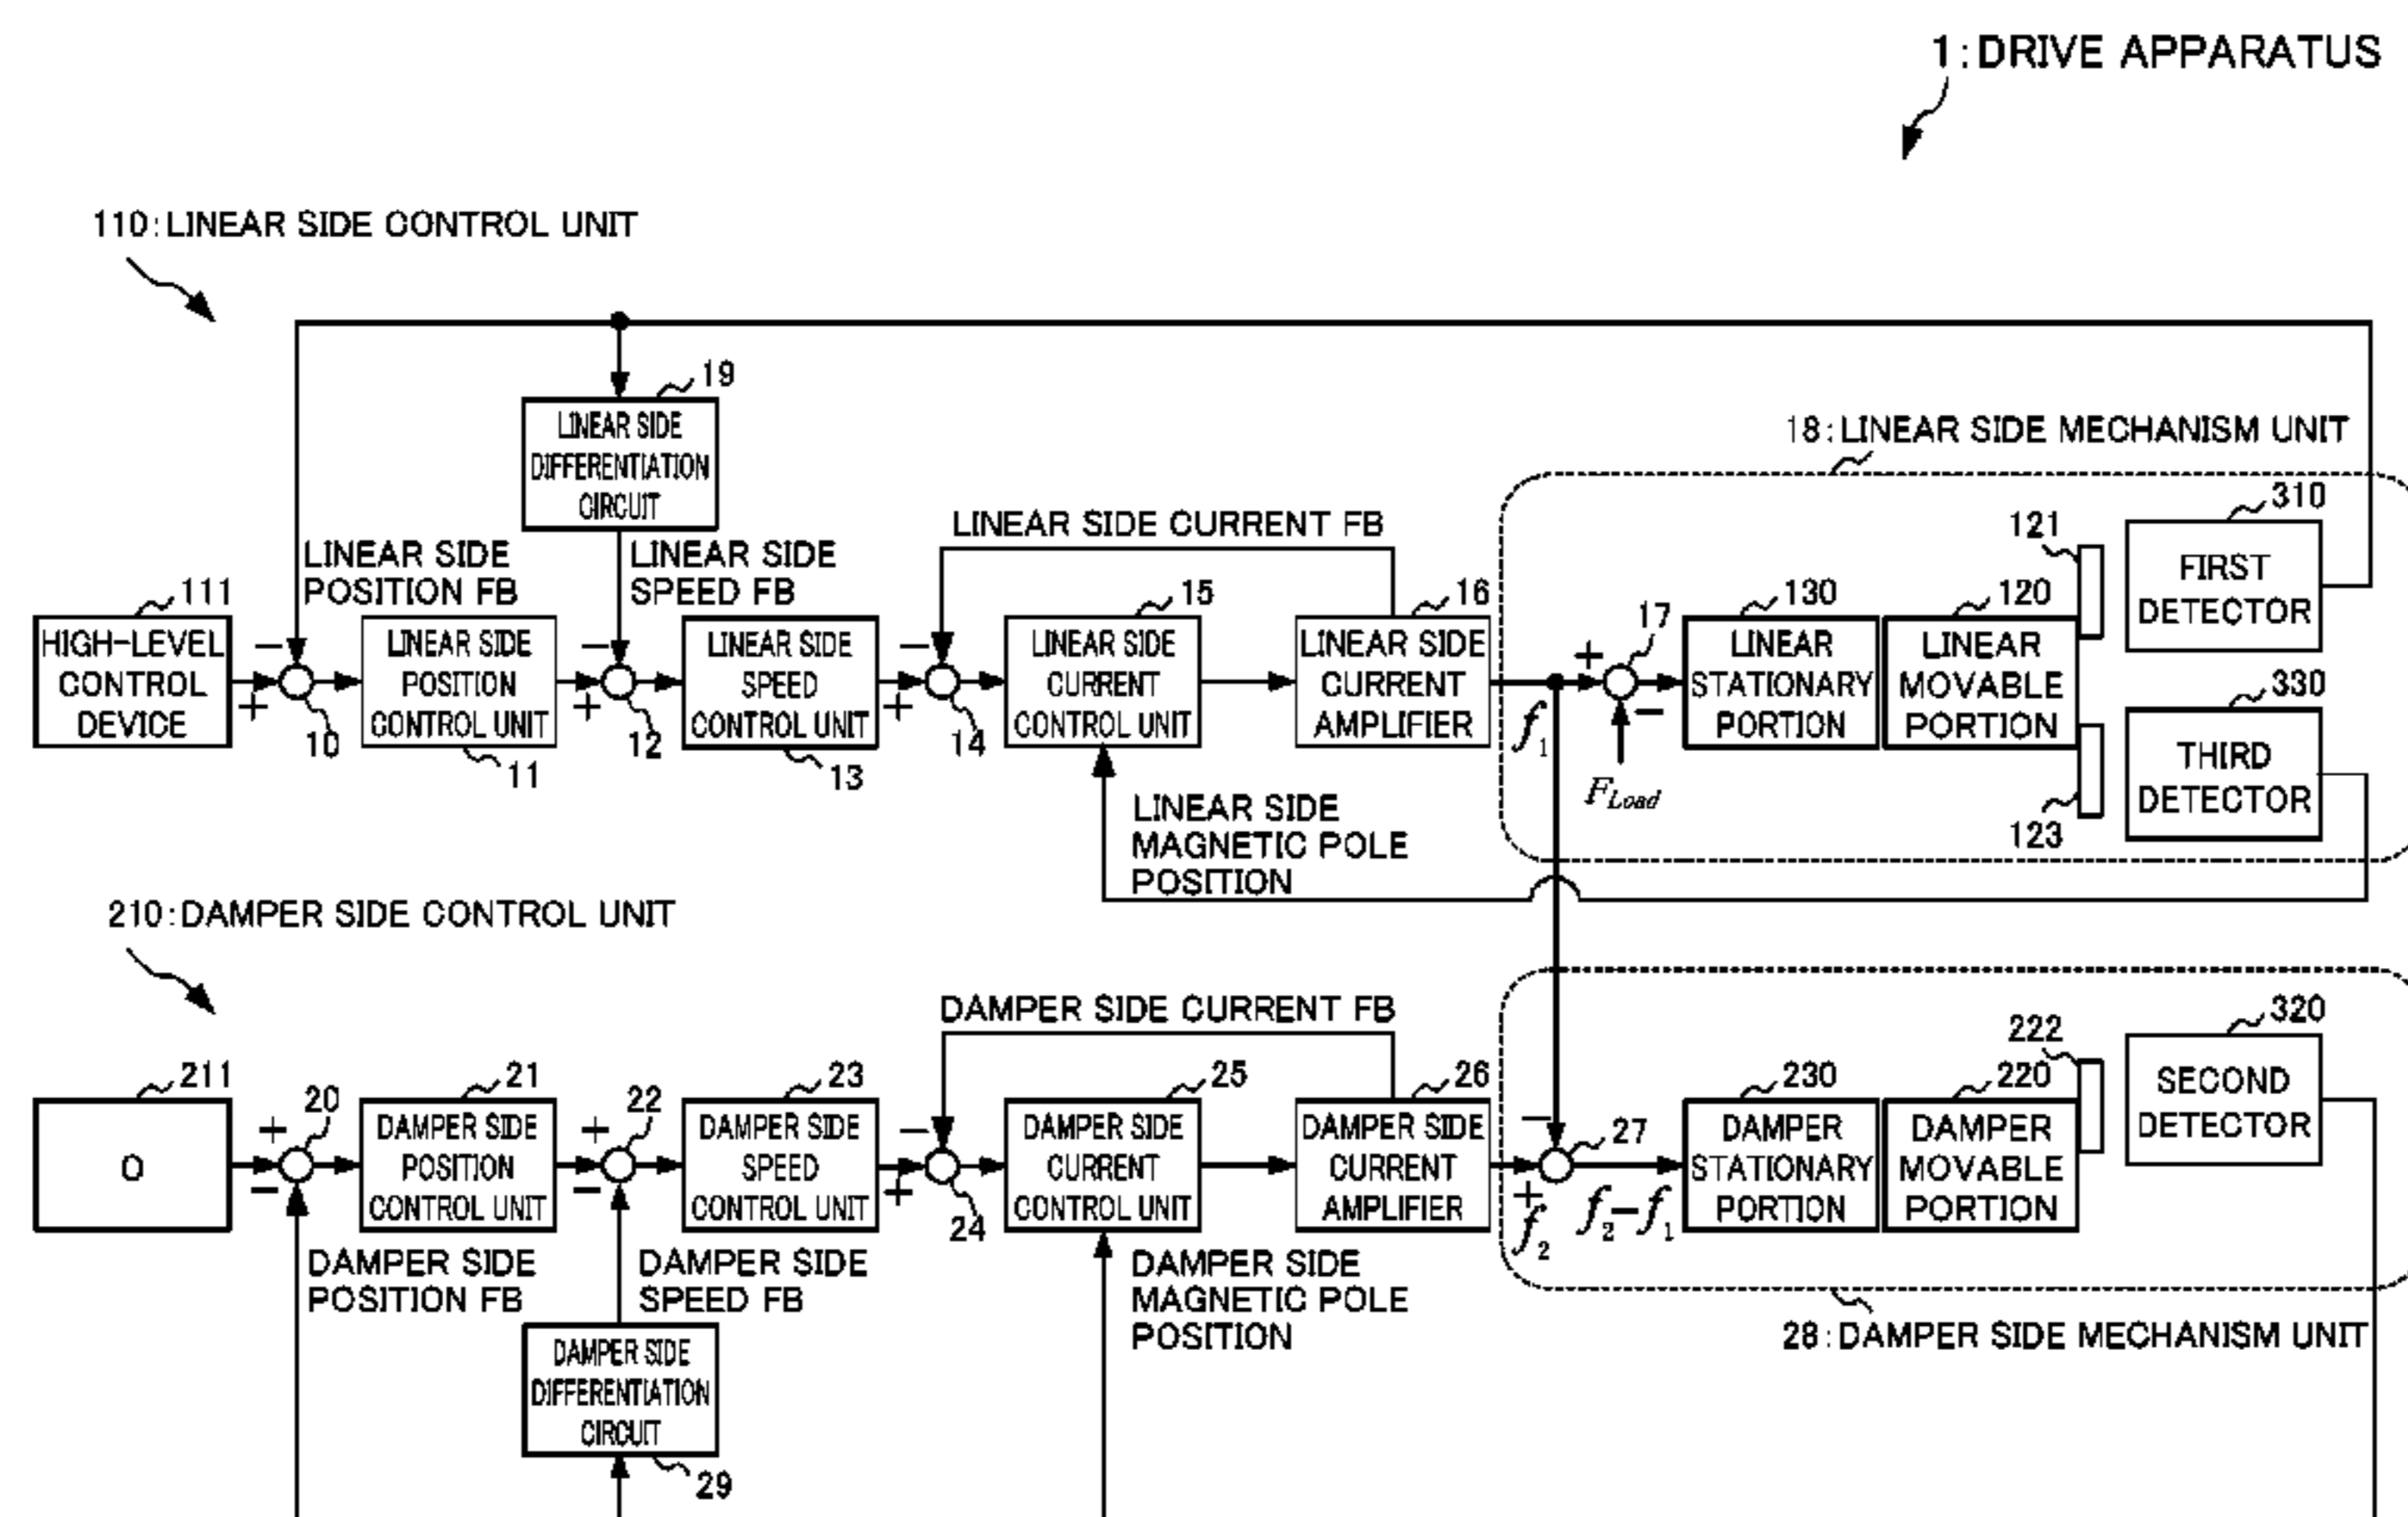 1:DRIVE APPARATUS
110:LINEAR SIDE CONTROL UNIT
19
LINEAR SIDE
DIFFERENTIATION
CIRCUIT
18:LINEAR SIDE MECHANISM UNIT
LINEAR SIDE
POSITION FB
LINEAR SIDE
SPEED FB
LINEAR SIDE CURRENT FB
111
HIGH-LEVEL
CONTROL
DEVICE
−
+
10
LINEAR SIDE
POSITION
CONTROL UNIT
11
−
+
12
LINEAR SIDE
SPEED
CONTROL UNIT
13
−
+
14
15
LINEAR SIDE
CURRENT
CONTROL UNIT
16
LINEAR SIDE
CURRENT
AMPLIFIER
f1
+
−
17
FLoad
130
LINEAR
STATIONARY
PORTION
120
LINEAR
MOVABLE
PORTION
121
123
310
FIRST
DETECTOR
330
THIRD
DETECTOR
LINEAR SIDE
MAGNETIC POLE
POSITION
210:DAMPER SIDE CONTROL UNIT
DAMPER SIDE CURRENT FB
211
0
+
−
20
21
DAMPER SIDE
POSITION
CONTROL UNIT
+
−
22
23
DAMPER SIDE
SPEED
CONTROL UNIT
−
+
24
25
DAMPER SIDE
CURRENT
CONTROL UNIT
26
DAMPER SIDE
CURRENT
AMPLIFIER
−
+
27
f2
f2−f1
230
DAMPER
STATIONARY
PORTION
220
DAMPER
MOVABLE
PORTION
222
320
SECOND
DETECTOR
DAMPER SIDE
POSITION FB
DAMPER SIDE
SPEED FB
DAMPER SIDE
MAGNETIC POLE
POSITION
28:DAMPER SIDE MECHANISM UNIT
DAMPER SIDE
DIFFERENTIATION
CIRCUIT
29